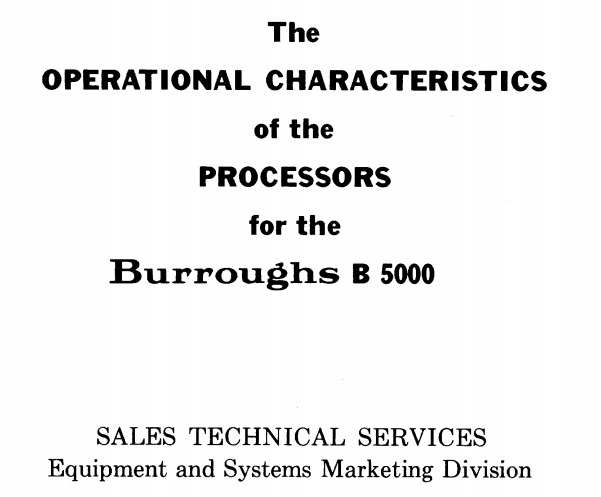 The
OPERATIONAL CHARACTERISTICS
of the
PROCESSORS
for the
Burroughs B 5000
SALES TECHNICAL SERVICES
Equipment and Systems Marketing Division